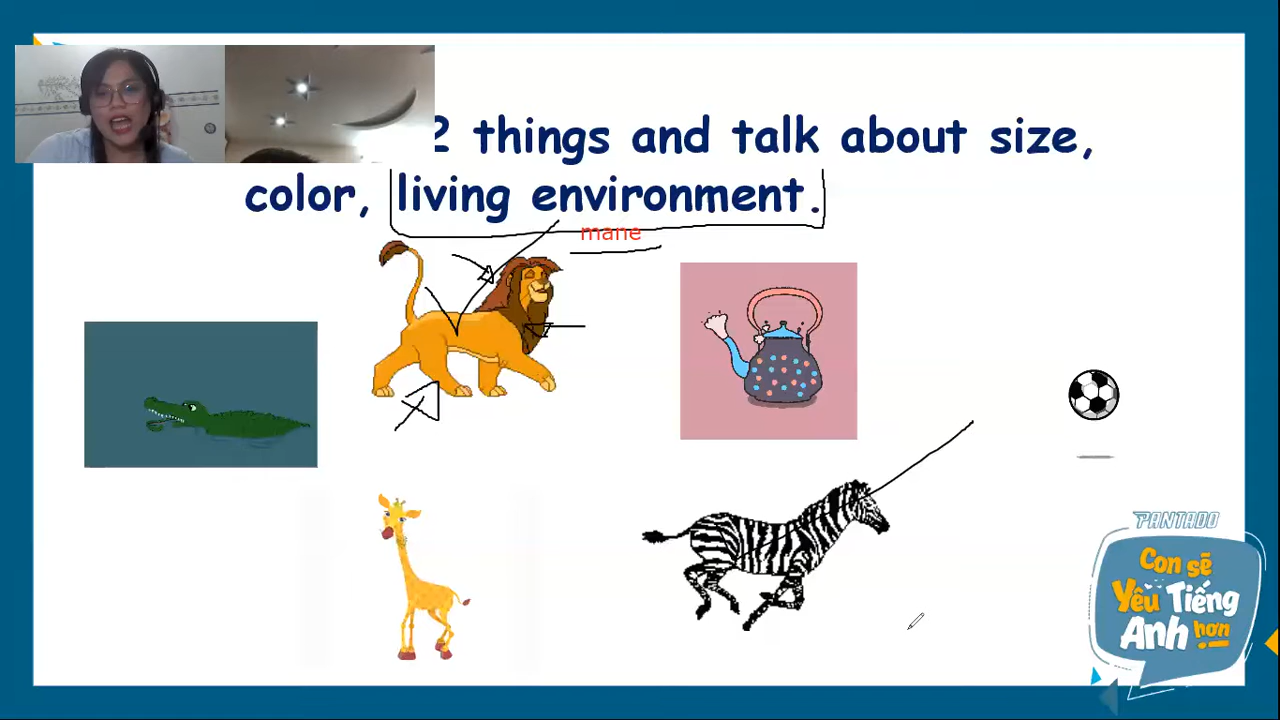 2 things and talk about size,
color, living environment.
mane
PANTADO
Con sẽ
Yêu Tiếng
Anh hơn